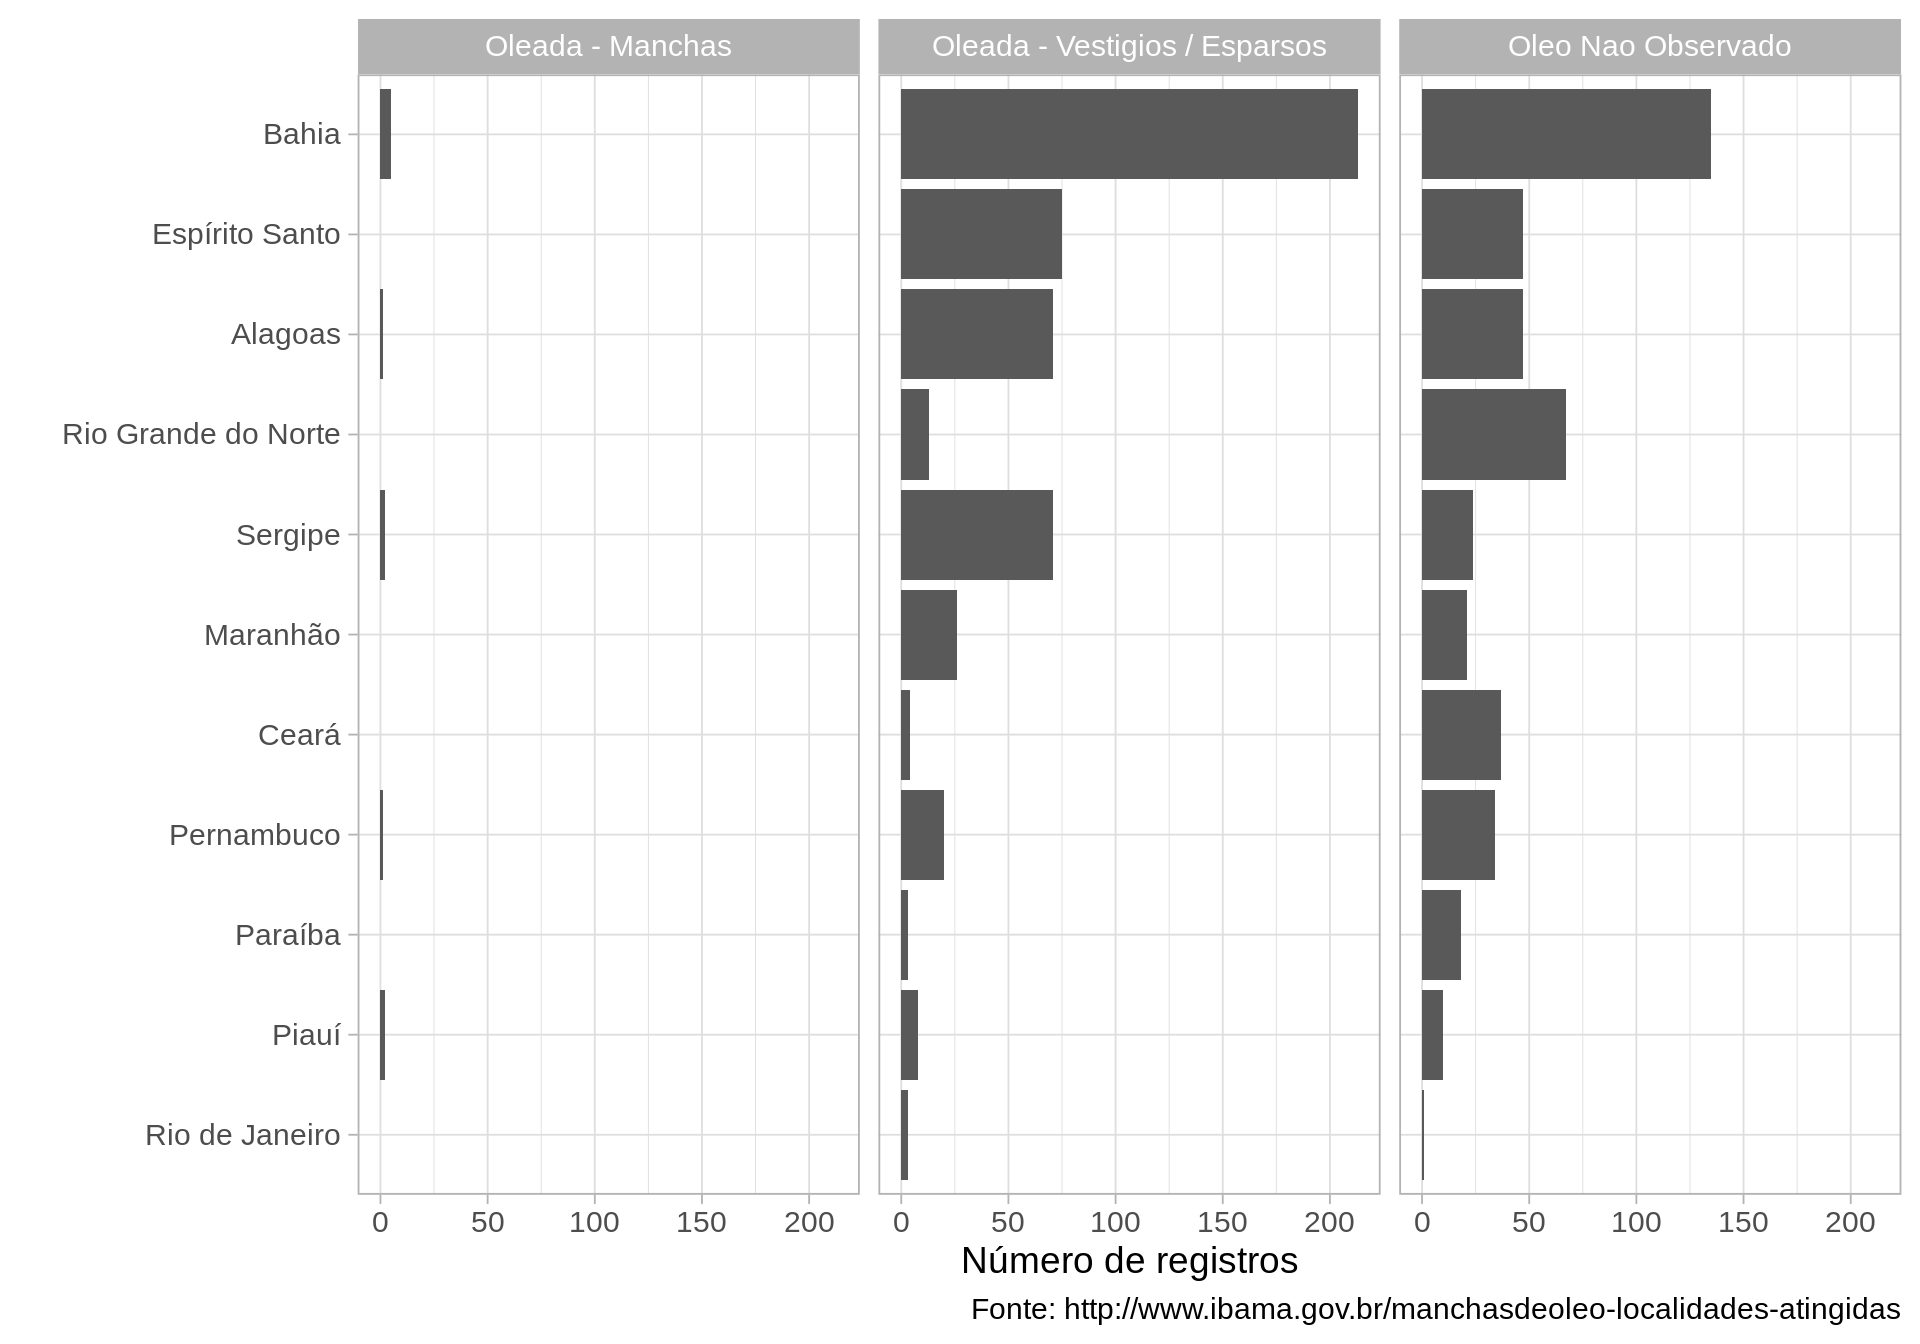 Oleada - Manchas
Oleada - Vestigios / Esparsos
Oleo Nao Observado
Bahia
Espírito Santo
Alagoas
Rio Grande do Norte
Sergipe
Maranhão
Ceará
Pernambuco
Paraíba
Piauí
Rio de Janeiro
0 50 100 150 200
0 50 100 150 200
0 50 100 150 200
Número de registros
Fonte: http://www.ibama.gov.br/manchasdeoleo-localidades-atingidas